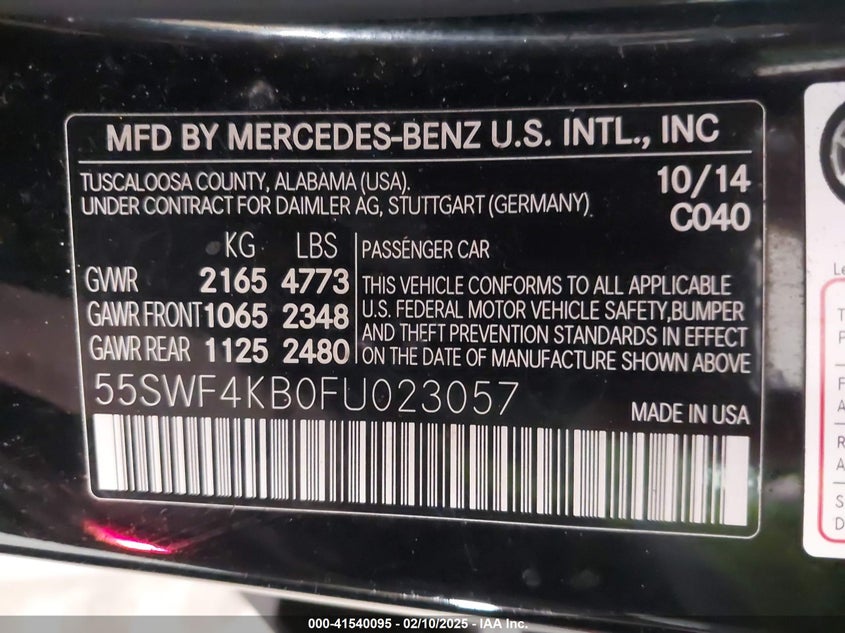 MFD BY MERCEDES-BENZ U.S. INTL., INC
TUSCALOOSA COUNTY, ALABAMA (USA). 10/14
UNDER CONTRACT FOR DAIMLER AG, STUTTGART (GERMANY). C040
KG LBS PASSÉNGER CAR
GVWR 2165 4773 THIS VEHICLE CONFORMS TO ALL APPLICABLE
GAWR FRONT 1065 2348 U.S. FEDERAL MOTOR VEHICLE SAFETY,BUMPER
AND THEFT PREVENTION STANDARDS IN EFFECT
GAWR REAR 1125 2480 ON THE DATE OF MANUFACTURE SHOWN ABOVE
55SWF4KB0FU023057
MADE IN USA
000-41540095 - 02/10/2025 - IAA Inc.